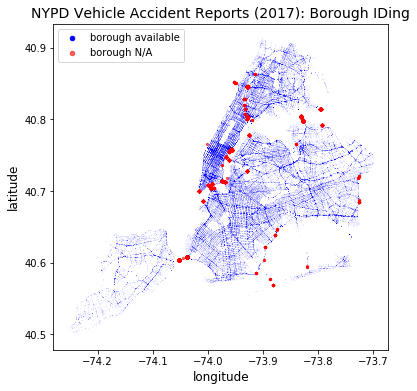 NYPD Vehicle Accident Reports (2017): Borough IDing
borough available
borough N/A
40.9
40.8
40.7
40.6
40.5
latitude
−74.2
−74.1
−74.0
−73.9
−73.8
−73.7
longitude